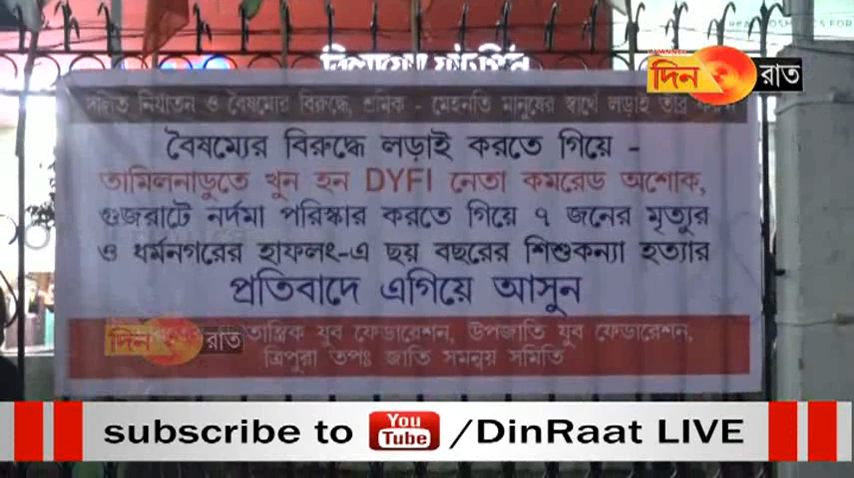 CHANNEL
দিন রাত
দলিত নির্যাতন ও বৈষম্যের বিরুদ্ধে, শ্রমিক - মেহনতি মানুষের স্বার্থে লড়াই তীব্র
বৈষম্যের বিরুদ্ধে লড়াই করতে গিয়ে -
তামিলনাডুতে খুন হন DYFI নেতা কমরেড অশোক,
গুজরাটে নর্দমা পরিস্কার করতে গিয়ে ৭ জনের মৃত্যুর
ও ধর্মনগরের হাফলং-এ ছয় বছরের শিশুকন্যা হত্যার
প্রতিবাদে এগিয়ে আসুন
দিন রাত
তান্ত্রিক যুব ফেডারেশন, উপজাতি যুব ফেডারেশন,
ত্রিপুরা তপঃ জাতি সমন্বয় সমিতি
subscribe to You Tube /DinRaat LIVE